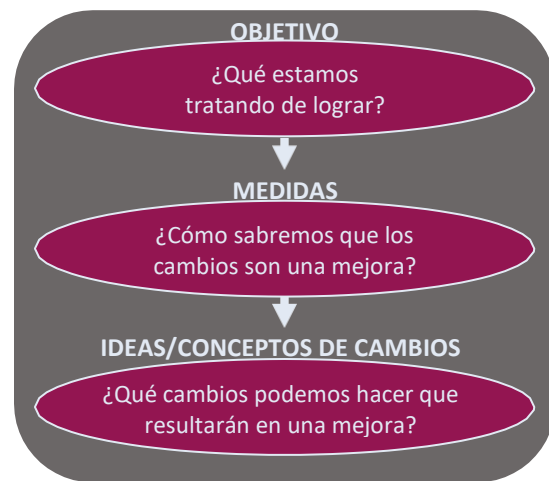 OBJETIVO
¿Qué estamos
tratando de lograr?
MEDIDAS
¿Cómo sabremos que los
cambios son una mejora?
IDEAS/CONCEPTOS DE CAMBIOS
¿Qué cambios podemos hacer que
resultarán en una mejora?